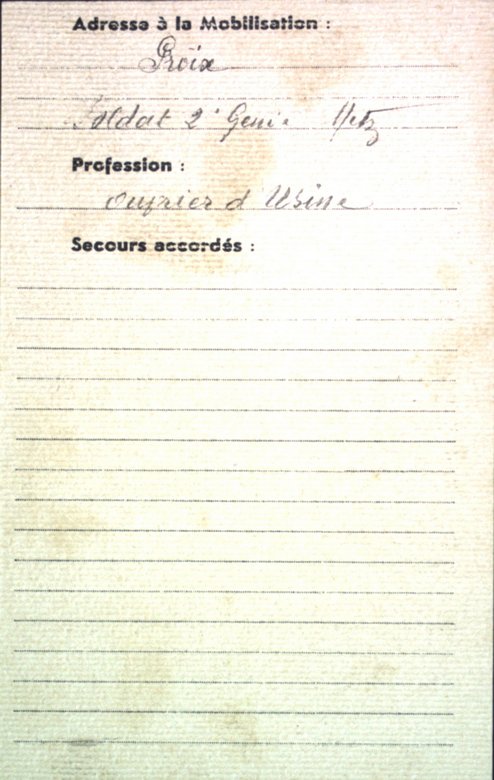 Adresse à la Mobilisation :
Proix
Soldat 2e Genie Metz
Profession :
ouvrier d'Usine
Secours accordés :